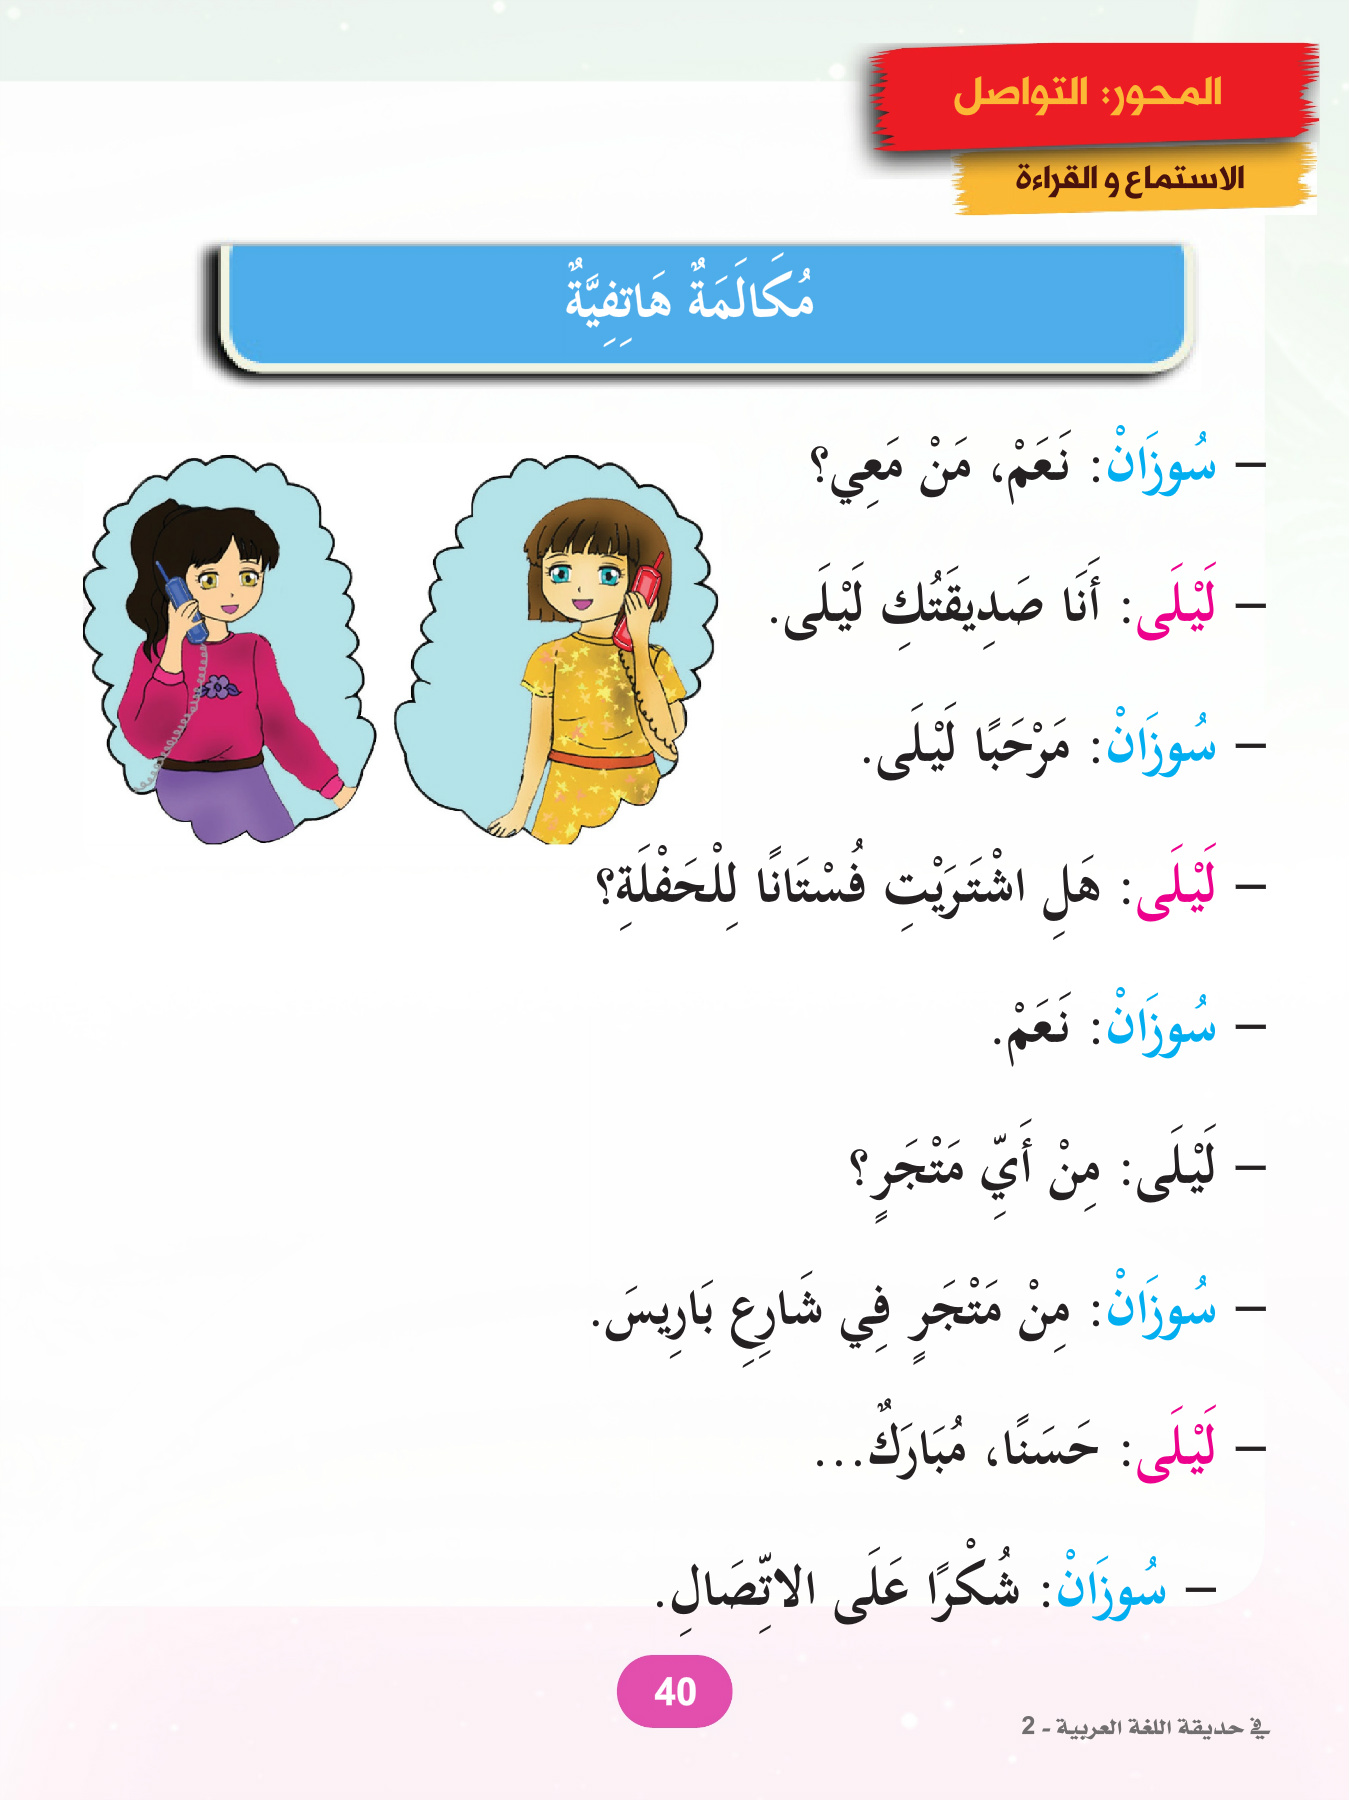 المحور: التواصل
الاستماع و القراءة
مُكَالَمَةٌ هَاتِفِيَّةٌ
– سُوزَانْ: نَعَمْ، مَنْ مَعِي؟
– لَيْلَى: أَنَا صَدِيقَتُكِ لَيْلَى.
– سُوزَانْ: مَرْحَبًا لَيْلَى.
– لَيْلَى: هَلِ اشْتَرَيْتِ فُسْتَانًا لِلْحَفْلَةِ؟
– سُوزَانْ: نَعَمْ.
– لَيْلَى: مِنْ أَيِّ مَتْجَرٍ؟
– سُوزَانْ: مِنْ مَتْجَرٍ فِي شَارِعِ بَارِيسَ.
– لَيْلَى: حَسَنًا، مُبَارَكٌ...
– سُوزَانْ: شُكْرًا عَلَى الاتِّصَالِ.
40
في حديقة اللغة العربية - 2